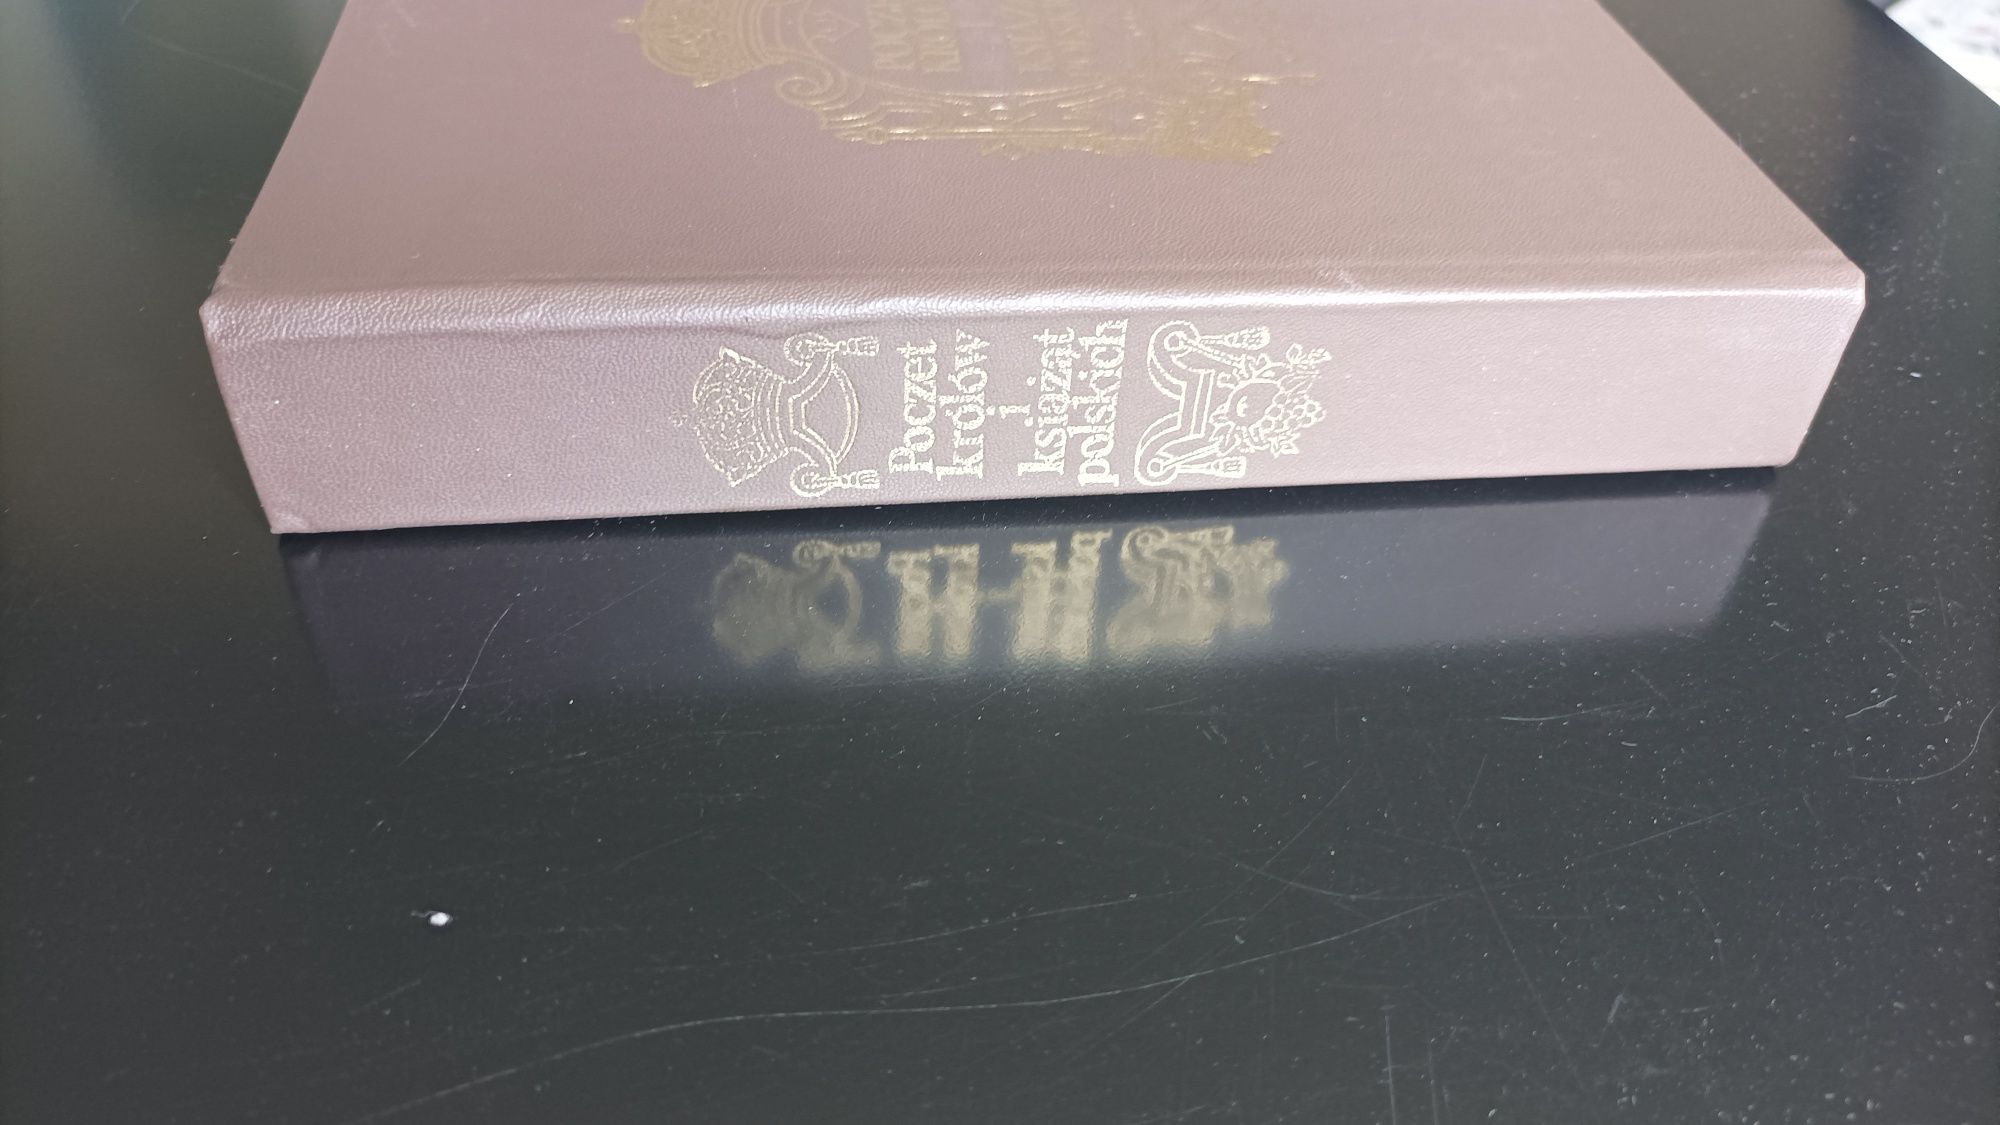 Poczet
królów
i
książąt
polskich